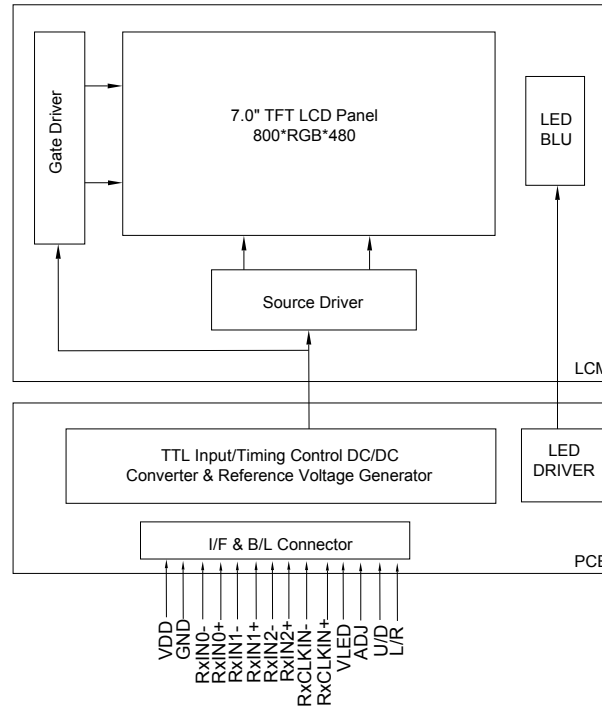 Gate Driver
7.0" TFT LCD Panel
800*RGB*480
LED
BLU
Source Driver
LCM
TTL Input/Timing Control DC/DC
Converter & Reference Voltage Generator
LED
DRIVER
I/F & B/L Connector
PCB
VDD
GND
RxIN0-
RxIN0+
RxIN1-
RxIN1+
RxIN2-
RxIN2+
RxCLKIN-
RxCLKIN+
VLED
ADJ
U/D
L/R